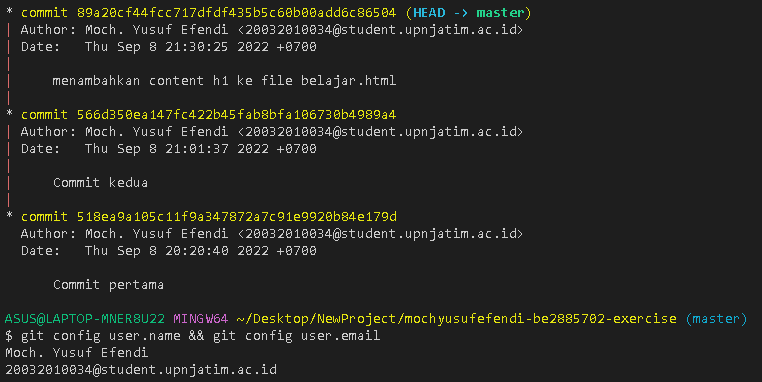 * commit 89a20cf44fcc717dfdf435b5c60b00add6c86504 (HEAD -> master)
| Author: Moch. Yusuf Efendi <20032010034@student.upnjatim.ac.id>
| Date:   Thu Sep 8 21:30:25 2022 +0700
|
|     menambahkan content h1 ke file belajar.html
|
* commit 566d350ea147fc422b45fab8bfa106730b4989a4
| Author: Moch. Yusuf Efendi <20032010034@student.upnjatim.ac.id>
| Date:   Thu Sep 8 21:01:37 2022 +0700
|
|     Commit kedua
|
* commit 518ea9a105c11f9a347872a7c91e9920b84e179d
  Author: Moch. Yusuf Efendi <20032010034@student.upnjatim.ac.id>
  Date:   Thu Sep 8 20:20:40 2022 +0700

      Commit pertama

ASUS@LAPTOP-MNER8U22 MINGW64 ~/Desktop/NewProject/mochyusufefendi-be2885702-exercise (master)
$ git config user.name && git config user.email
Moch. Yusuf Efendi
20032010034@student.upnjatim.ac.id